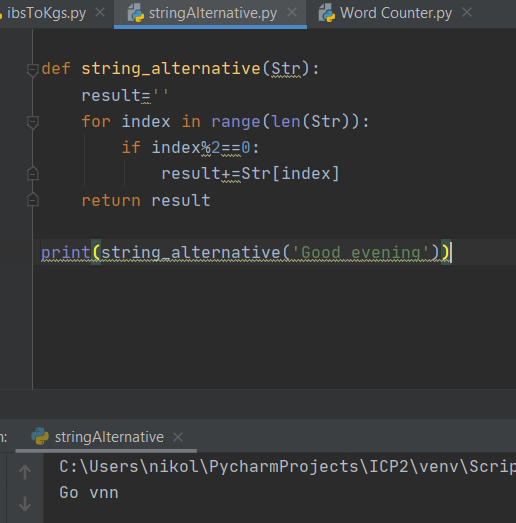 ibsToKgs.py × stringAlternative.py × Word Counter.py ×
def string_alternative(Str):
    result=''
    for index in range(len(Str)):
        if index%2==0:
            result+=Str[index]
    return result
print(string_alternative('Good evening'))
n: stringAlternative ×
C:\Users\nikol\PycharmProjects\ICP2\venv\Scrip
Go vnn